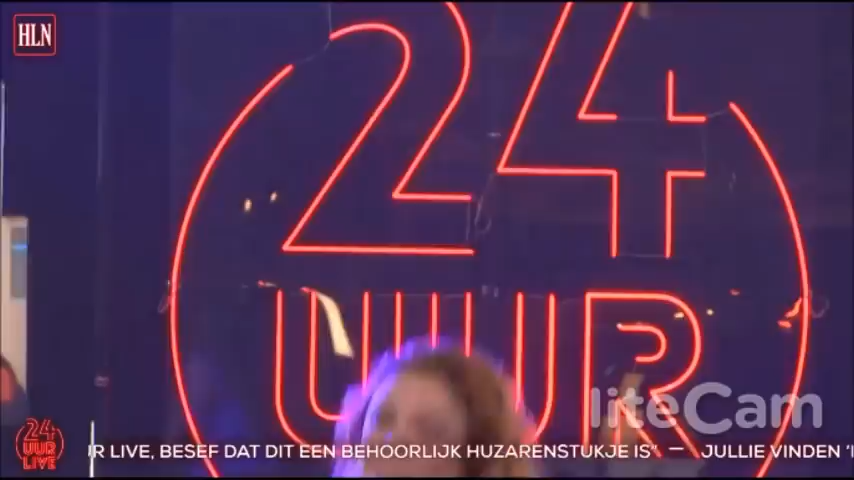 HLN
24
UUR
liteCam
24
UUR
LIVE
R LIVE, BESEF DAT DIT EEN BEHOORLIJK HUZARENSTUKJE IS" — JULLIE VINDEN '